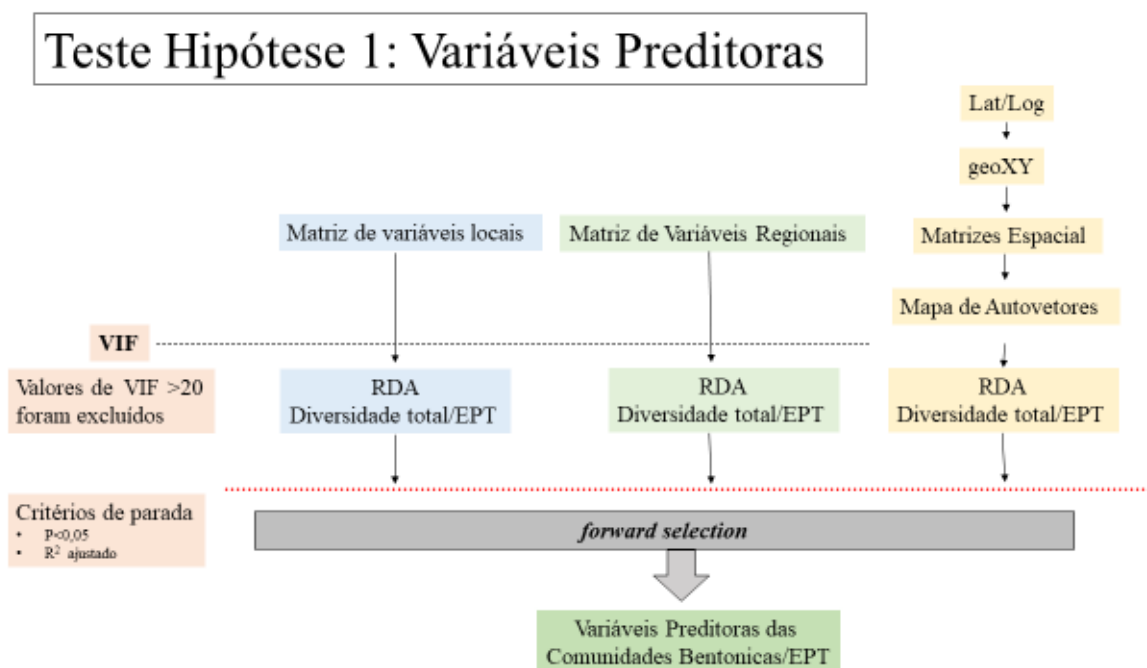 Teste Hipótese 1: Variáveis Preditoras
Lat/Log
geoXY
Matriz de variáveis locais
Matriz de Variáveis Regionais
Matrizes Espacial
Mapa de Autovetores
VIF
Valores de VIF >20
foram excluídos
RDA
Diversidade total/EPT
RDA
Diversidade total/EPT
RDA
Diversidade total/EPT
Critérios de parada
• P<0,05
• R² ajustado
forward selection
Variáveis Preditoras das
Comunidades Bentonicas/EPT